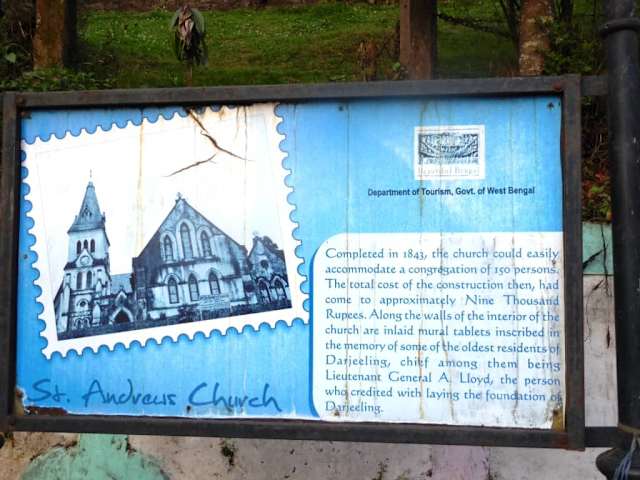 Beautiful Bengal
Department of Tourism, Govt. of West Bengal
Completed in 1843, the church could easily
accommodate a congregation of 150 persons.
The total cost of the construction then, had
come to approximately Nine Thousand
Rupees. Along the walls of the interior of the
church are inlaid mural tablets inscribed in
the memory of some of the oldest residents of
Darjeeling, chief among them being
Lieutenant General A. Lloyd, the person
who credited with laying the foundation of
Darjeeling.
St. Andrews Church